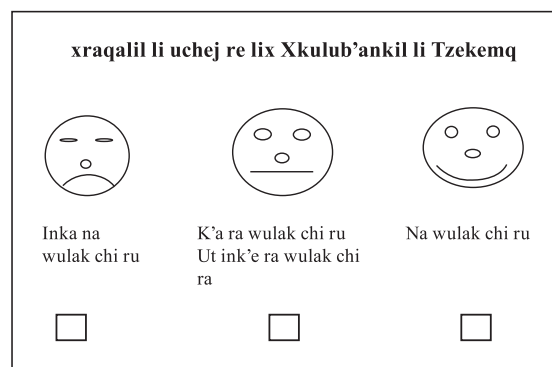 xraqalil li uchej re lix Xkulub’ankil li Tzekemq
Inka na
wulak chi ru
K’a ra wulak chi ru
Ut ink’e ra wulak chi
ra
Na wulak chi ru